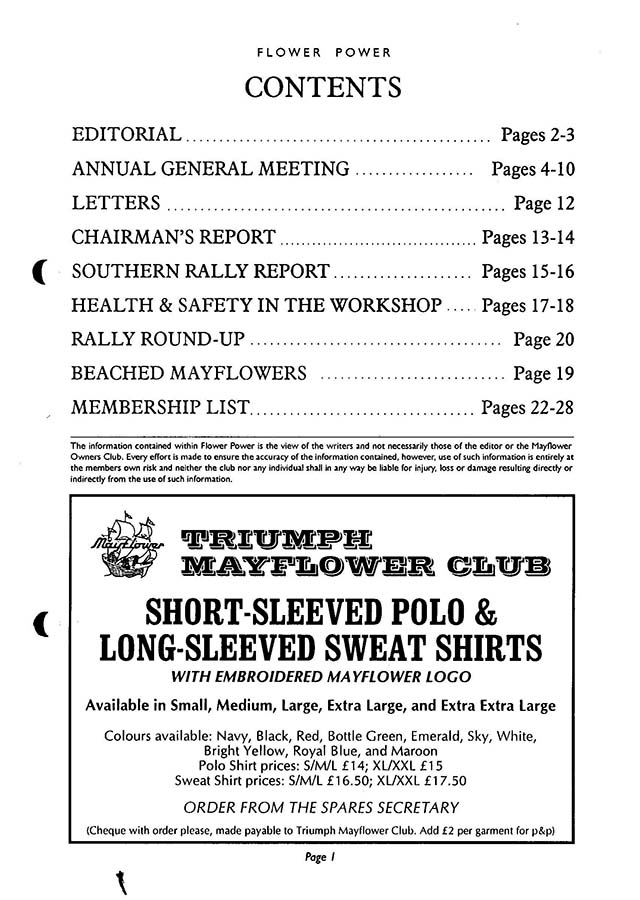 FLOWER POWER
CONTENTS
EDITORIAL .............................................. Pages 2-3
ANNUAL GENERAL MEETING .................. Pages 4-10
LETTERS ................................................... Page 12
CHAIRMAN'S REPORT ..................................... Pages 13-14
SOUTHERN RALLY REPORT ..................... Pages 15-16
HEALTH & SAFETY IN THE WORKSHOP ..... Pages 17-18
RALLY ROUND-UP ...................................... Page 20
BEACHED MAYFLOWERS ............................ Page 19
MEMBERSHIP LIST .................................. Pages 22-28
The information contained within Flower Power is the view of the writers and not necessarily those of the editor or the Mayflower
Owners Club. Every effort is made to ensure the accuracy of the information contained, however, use of such information is entirely at
the members own risk and neither the club nor any individual shall in any way be liable for injury, loss or damage resulting directly or
indirectly from the use of such information.
Mayflower
TRIUMPH
MAYFLOWER CLUB
SHORT-SLEEVED POLO &
LONG-SLEEVED SWEAT SHIRTS
WITH EMBROIDERED MAYFLOWER LOGO
Available in Small, Medium, Large, Extra Large, and Extra Extra Large
Colours available: Navy, Black, Red, Bottle Green, Emerald, Sky, White,
Bright Yellow, Royal Blue, and Maroon
Polo Shirt prices: S/M/L £14; XL/XXL £15
Sweat Shirt prices: S/M/L £16.50; XL/XXL £17.50
ORDER FROM THE SPARES SECRETARY
(Cheque with order please, made payable to Triumph Mayflower Club. Add £2 per garment for p&p)
Page 1